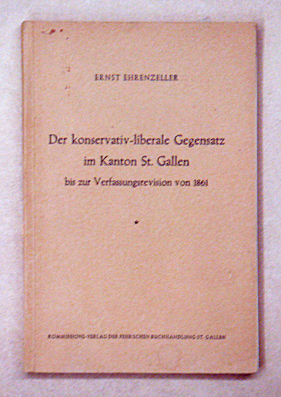 ERNST EHRENZELLER
Der konservativ-liberale Gegensatz
im Kanton St. Gallen
bis zur Verfassungsrevision von 1861
KOMMISSIONS-VERLAG DER FEHR'SCHEN BUCHHANDLUNG ST. GALLEN